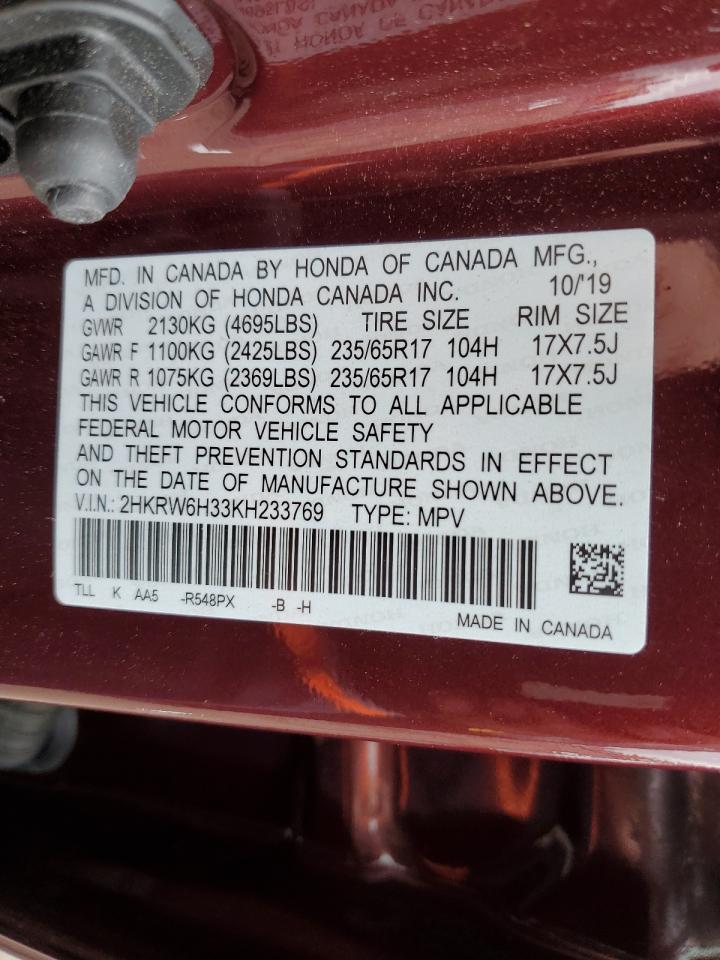 MFD. IN CANADA BY HONDA OF CANADA MFG.,
A DIVISION OF HONDA CANADA INC. 10/'19
GVWR 2130KG (4695LBS) TIRE SIZE RIM SIZE
GAWR F 1100KG (2425LBS) 235/65R17 104H 17X7.5J
GAWR R 1075KG (2369LBS) 235/65R17 104H 17X7.5J
THIS VEHICLE CONFORMS TO ALL APPLICABLE
FEDERAL MOTOR VEHICLE SAFETY
AND THEFT PREVENTION STANDARDS IN EFFECT
ON THE DATE OF MANUFACTURE SHOWN ABOVE.
V.I.N.: 2HKRW6H33KH233769 TYPE: MPV
TLL K AA5 -R548PX -B -H
MADE IN CANADA